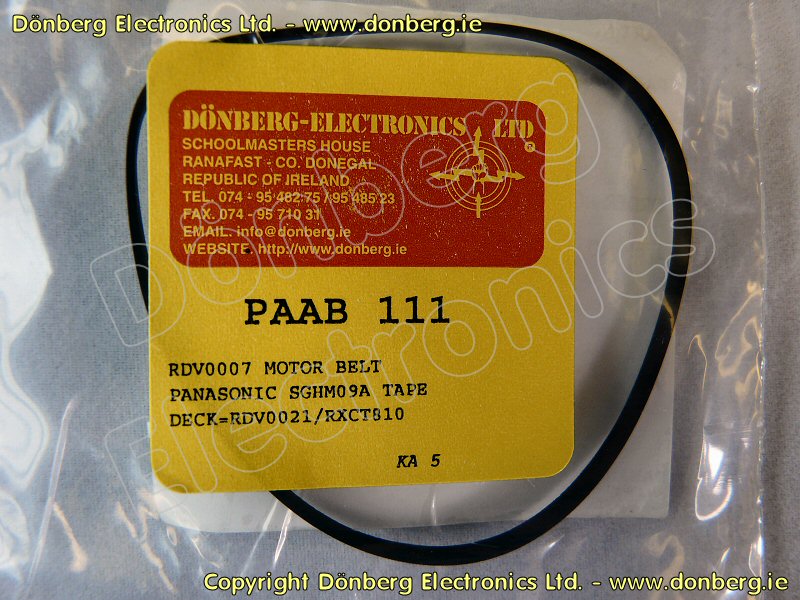 Dönberg Electronics Ltd. - www.donberg.ie
DÖNBERG-ELECTRONICS LTD
SCHOOLMASTERS HOUSE
RANAFAST - CO. DONEGAL
REPUBLIC OF IRELAND
TEL. 074 - 95 482 75 / 95 485 23
FAX. 074 - 95 710 31
EMAIL. info@donberg.ie
WEBSITE. http://www.donberg.ie
PAAB 111
RDV0007 MOTOR BELT
PANASONIC SGHM09A TAPE
DECK=RDV0021/RXCT810
KA 5
Dönberg
Electronics
Copyright Dönberg Electronics Ltd. - www.donberg.ie